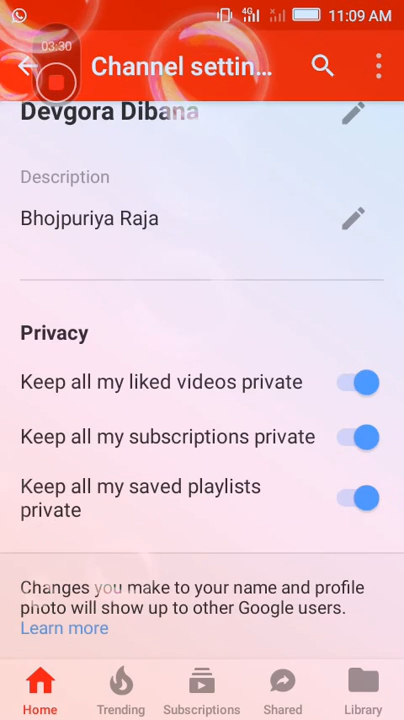 4G
11:09 AM
03:30
Channel settin...
Devgora Dibana
Description
Bhojpuriya Raja
Privacy
Keep all my liked videos private
Keep all my subscriptions private
Keep all my saved playlists
private
Changes you make to your name and profile
photo will show up to other Google users.
Learn more
Home
Trending
Subscriptions
Shared
Library